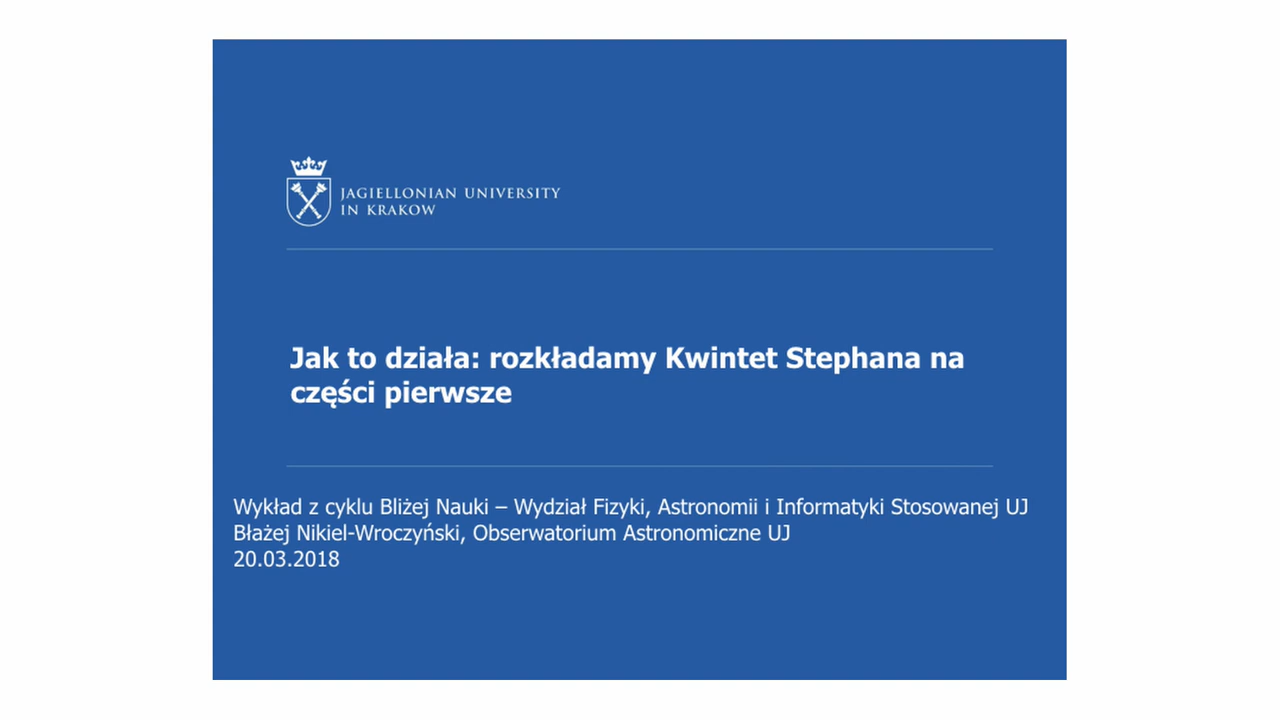 JAGIELLONIAN UNIVERSITY
IN KRAKOW
Jak to działa: rozkładamy Kwintet Stephana na
części pierwsze
Wykład z cyklu Bliżej Nauki – Wydział Fizyki, Astronomii i Informatyki Stosowanej UJ
Błażej Nikiel-Wroczyński, Obserwatorium Astronomiczne UJ
20.03.2018